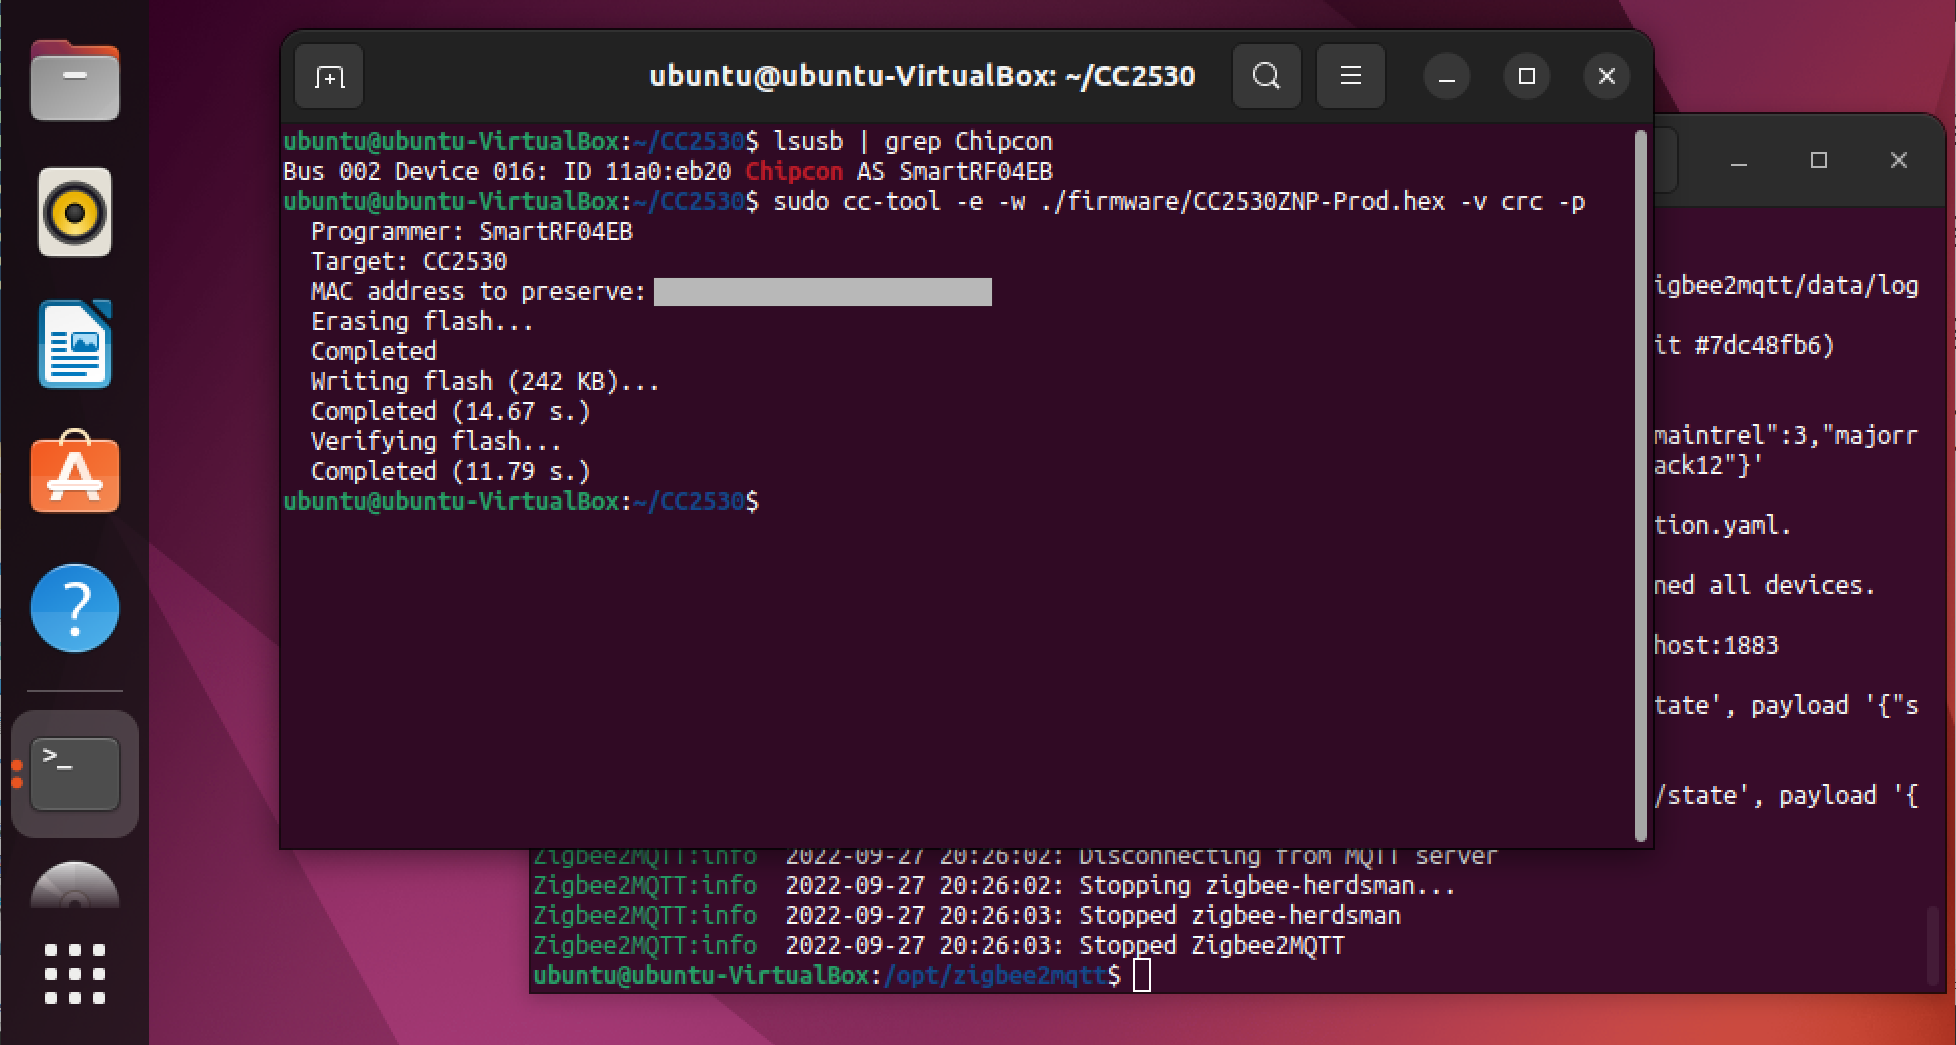 ubuntu@ubuntu-VirtualBox: ~/CC2530
ubuntu@ubuntu-VirtualBox:~/CC2530$ lsusb | grep Chipcon
Bus 002 Device 016: ID 11a0:eb20 Chipcon AS SmartRF04EB
ubuntu@ubuntu-VirtualBox:~/CC2530$ sudo cc-tool -e -w ./firmware/CC2530ZNP-Prod.hex -v crc -p
Programmer: SmartRF04EB
Target: CC2530
MAC address to preserve:
Erasing flash...
Completed
Writing flash (242 KB)...
Completed (14.67 s.)
Verifying flash...
Completed (11.79 s.)
ubuntu@ubuntu-VirtualBox:~/CC2530$
igbee2mqtt/data/log
it #7dc48fb6)
maintrel":3,"majorr
ack12"}'
tion.yaml.
ned all devices.
host:1883
tate', payload '{"s
/state', payload '{
Zigbee2MQTT:info 2022-09-27 20:26:02: Disconnecting from MQTT server
Zigbee2MQTT:info 2022-09-27 20:26:02: Stopping zigbee-herdsman...
Zigbee2MQTT:info 2022-09-27 20:26:03: Stopped zigbee-herdsman
Zigbee2MQTT:info 2022-09-27 20:26:03: Stopped Zigbee2MQTT
ubuntu@ubuntu-VirtualBox:/opt/zigbee2mqtt$